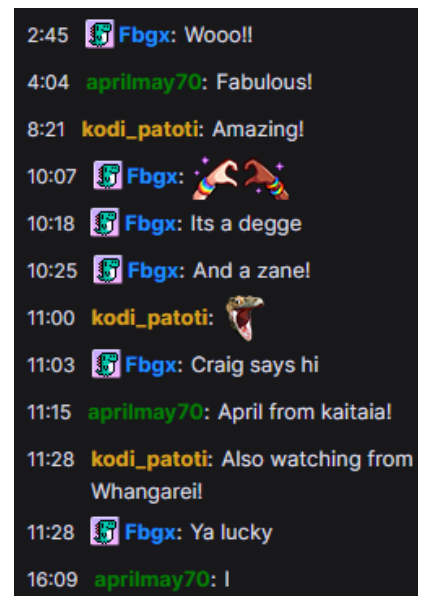 2:45 Fbgx: Wooo!!
4:04 aprilmay70: Fabulous!
8:21 kodi_patoti: Amazing!
10:07 Fbgx:
10:18 Fbgx: Its a degge
10:25 Fbgx: And a zane!
11:00 kodi_patoti:
11:03 Fbgx: Craig says hi
11:15 aprilmay70: April from kaitaia!
11:28 kodi_patoti: Also watching from
Whangarei!
11:28 Fbgx: Ya lucky
16:09 aprilmay70: I